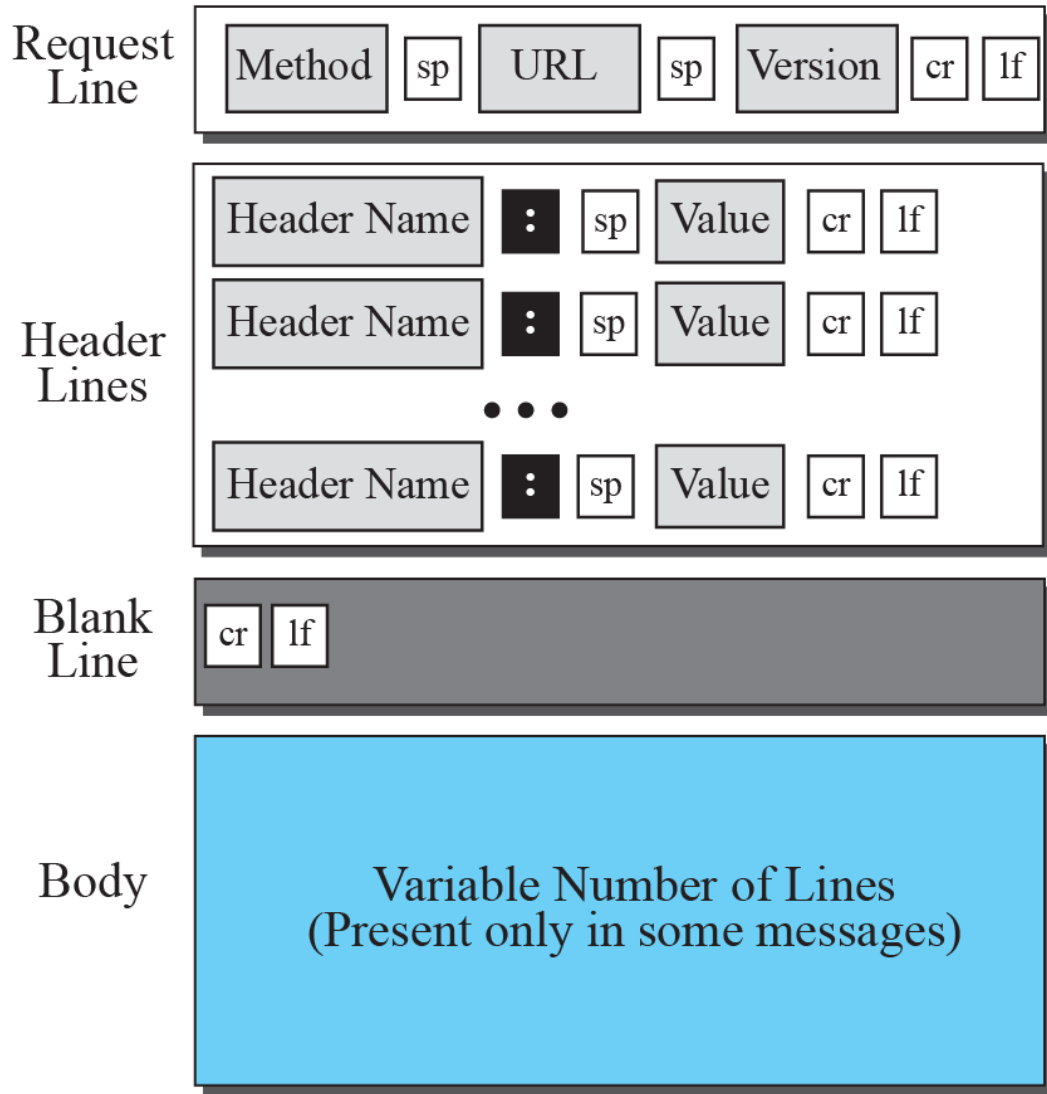 Request
Line
Method sp URL sp Version cr lf
Header
Lines
Header Name : sp Value cr lf
Header Name : sp Value cr lf
• • •
Header Name : sp Value cr lf
Blank
Line
cr lf
Body
Variable Number of Lines
(Present only in some messages)